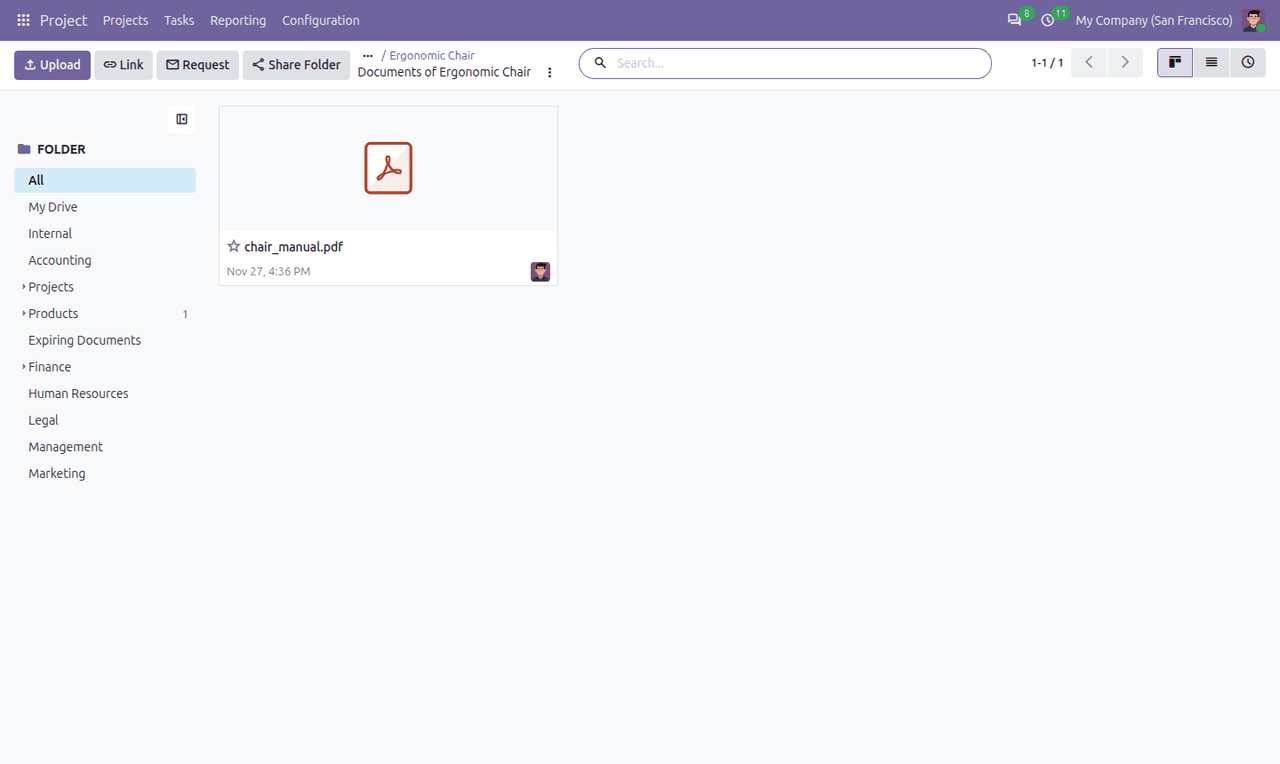 Project Projects Tasks Reporting Configuration 8 11 My Company (San Francisco)
Upload Link Request Share Folder ... / Ergonomic Chair
Documents of Ergonomic Chair
Search...
1-1 / 1
FOLDER
All
My Drive
Internal
Accounting
Projects
Products 1
Expiring Documents
Finance
Human Resources
Legal
Management
Marketing
chair_manual.pdf
Nov 27, 4:36 PM